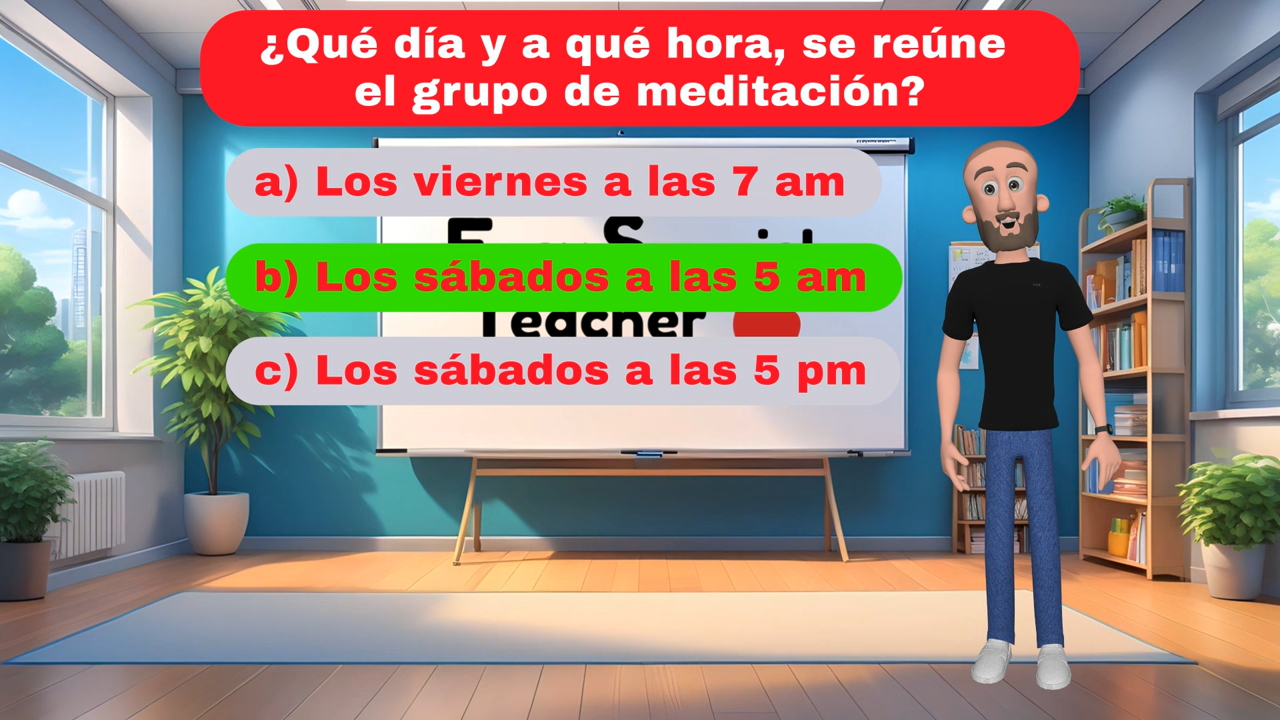 ¿Qué día y a qué hora, se reúne
el grupo de meditación?
a) Los viernes a las 7 am
b) Los sábados a las 5 am
Teacher
c) Los sábados a las 5 pm